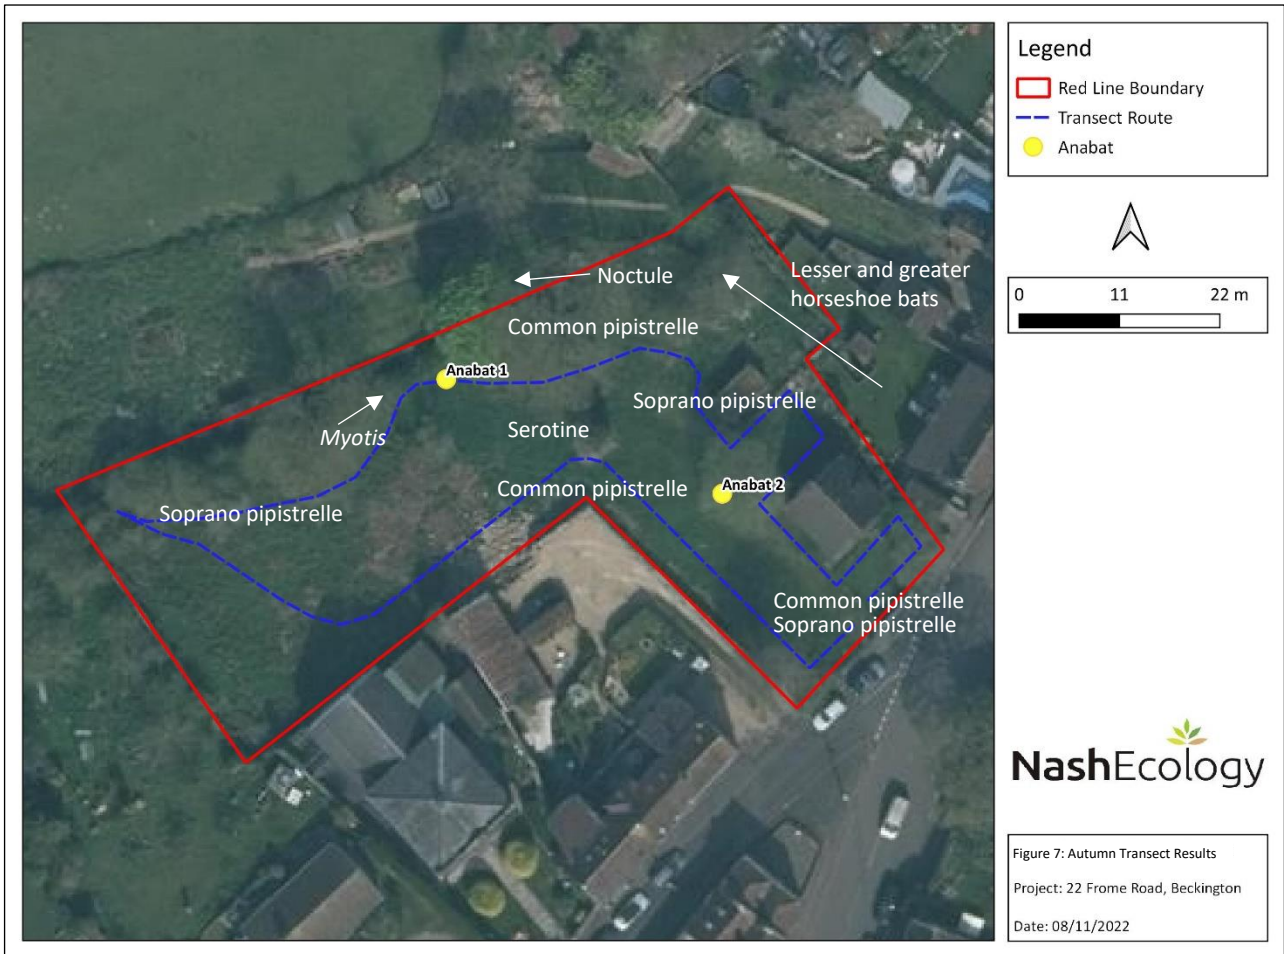 Legend
Red Line Boundary
Transect Route
Anabat
0 11 22 m
Noctule
Lesser and greater
horseshoe bats
Common pipistrelle
Anabat 1
Soprano pipistrelle
Myotis
Serotine
Common pipistrelle
Anabat 2
Soprano pipistrelle
Common pipistrelle
Soprano pipistrelle
NashEcology
Figure 7: Autumn Transect Results
Project: 22 Frome Road, Beckington
Date: 08/11/2022